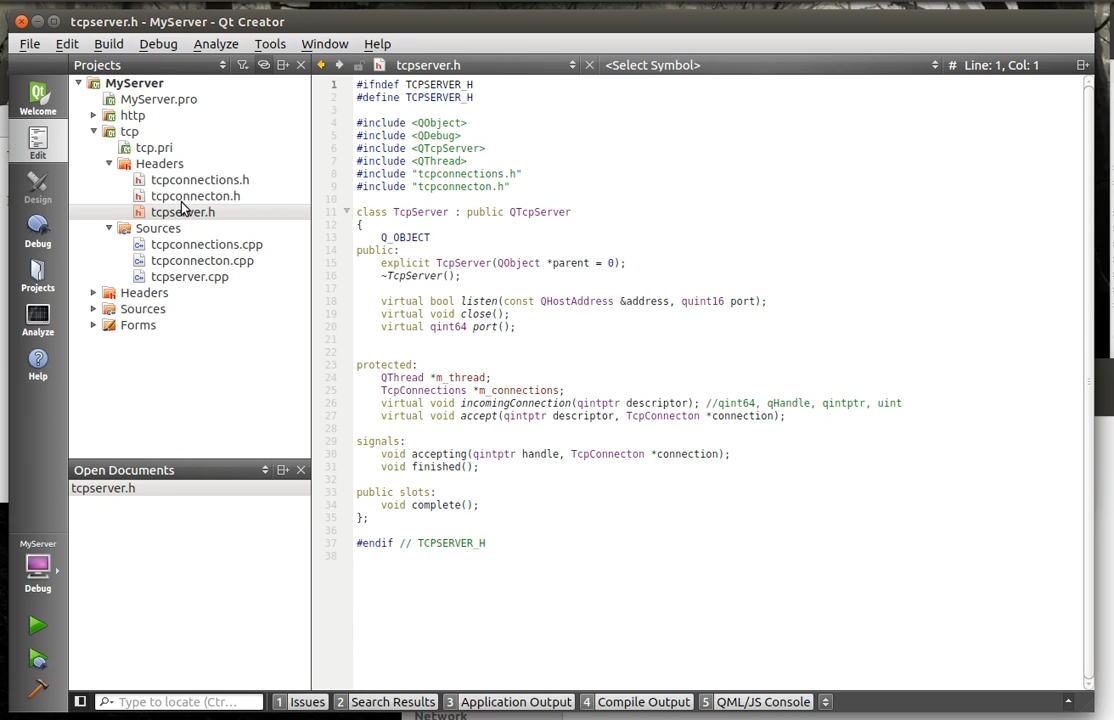 tcpserver.h - MyServer - Qt Creator
File Edit Build Debug Analyze Tools Window Help
Projects
tcpserver.h
<Select Symbol>
# Line: 1, Col: 1
Welcome
Edit
Design
Debug
Projects
Analyze
Help
MyServer
Debug
MyServer
MyServer.pro
http
tcp
tcp.pri
Headers
tcpconnections.h
tcpconnecton.h
tcpserver.h
Sources
tcpconnections.cpp
tcpconnecton.cpp
tcpserver.cpp
Headers
Sources
Forms
Open Documents
tcpserver.h
1 #ifndef TCPSERVER_H
2 #define TCPSERVER_H
3
4 #include <QObject>
5 #include <QDebug>
6 #include <QTcpServer>
7 #include <QThread>
8 #include "tcpconnections.h"
9 #include "tcpconnecton.h"
10
11 class TcpServer : public QTcpServer
12 {
13 Q_OBJECT
14 public:
15 explicit TcpServer(QObject *parent = 0);
16 ~TcpServer();
17
18 virtual bool listen(const QHostAddress &address, quint16 port);
19 virtual void close();
20 virtual qint64 port();
21
22
23 protected:
24 QThread *m_thread;
25 TcpConnections *m_connections;
26 virtual void incomingConnection(qintptr descriptor); //qint64, qHandle, qintptr, uint
27 virtual void accept(qintptr descriptor, TcpConnecton *connection);
28
29 signals:
30 void accepting(qintptr handle, TcpConnecton *connection);
31 void finished();
32
33 public slots:
34 void complete();
35 };
36
37 #endif // TCPSERVER_H
38
Type to locate (Ctr...
1 Issues 2 Search Results 3 Application Output 4 Compile Output 5 QML/JS Console
Network